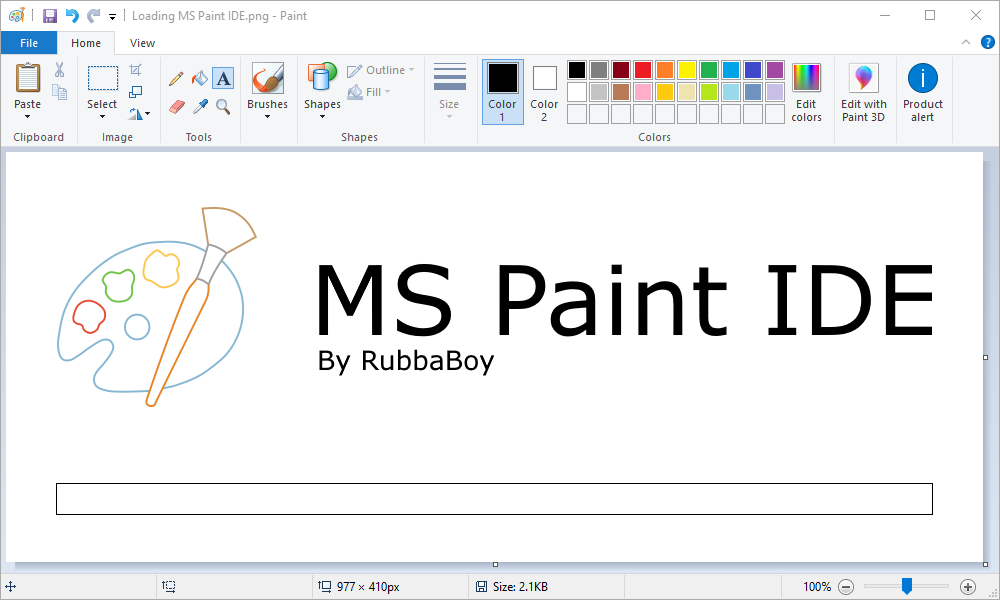 Loading MS Paint IDE.png - Paint
File Home View
Paste
Select
A
Brushes
Shapes
Outline
Fill
Size
Color 1
Color 2
Edit colors
Edit with Paint 3D
Product alert
Clipboard Image Tools Shapes Colors
MS Paint IDE
By RubbaBoy
977 × 410px
Size: 2.1KB
100%